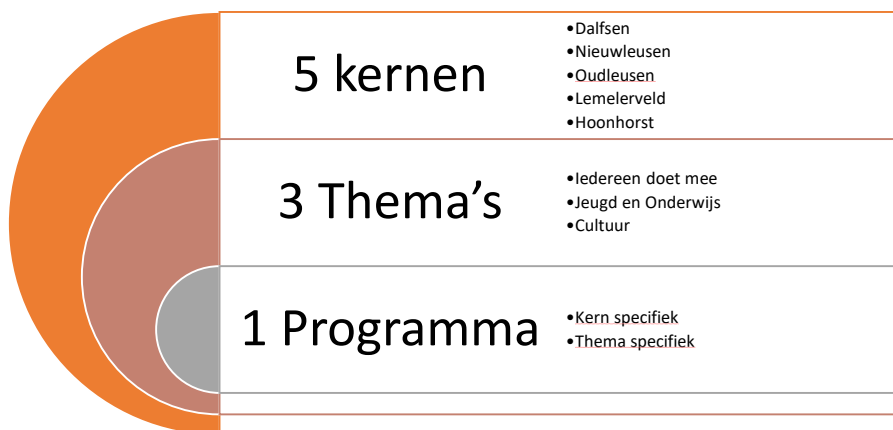 5 kernen
•Dalfsen
•Nieuwleusen
•Oudleusen
•Lemelerveld
•Hoonhorst
3 Thema's
•Iedereen doet mee
•Jeugd en Onderwijs
•Cultuur
1 Programma
•Kern specifiek
•Thema specifiek